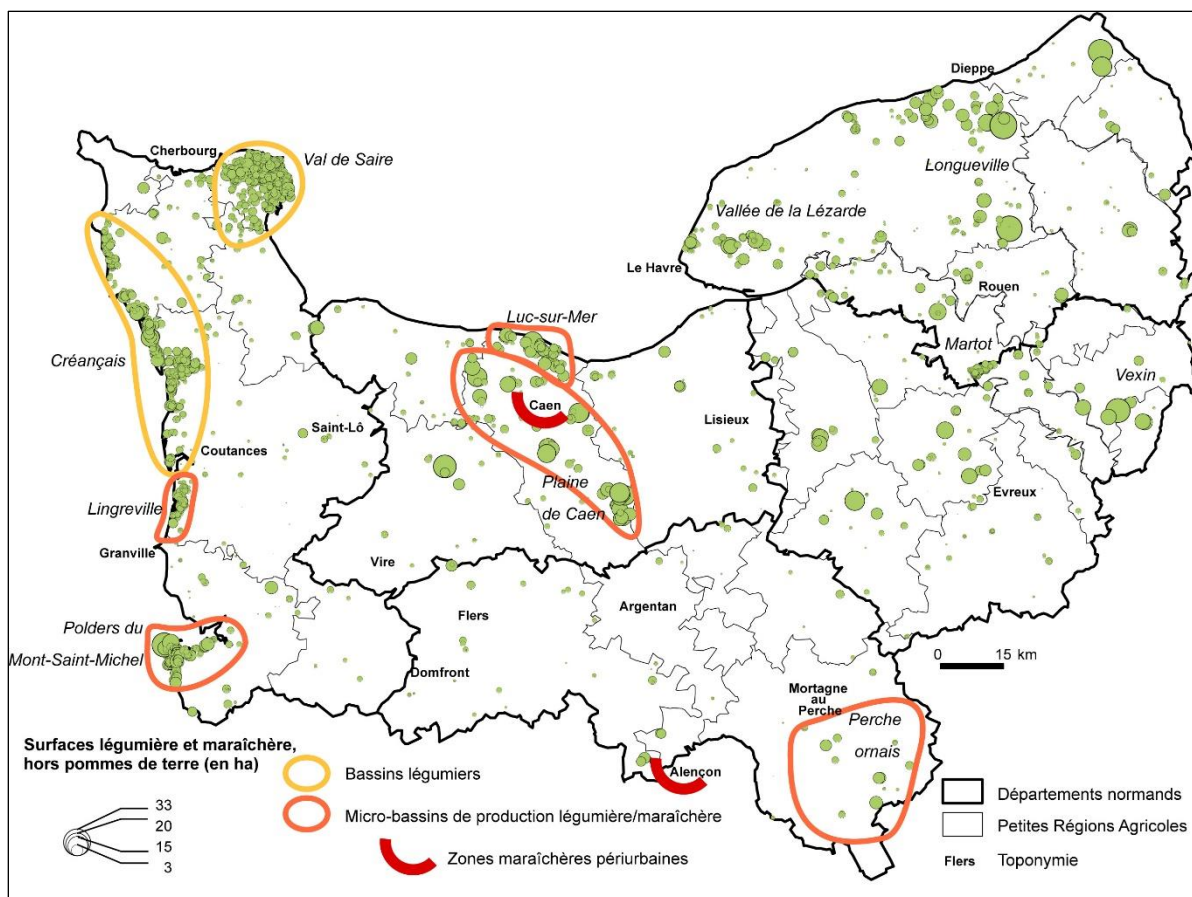 Dieppe
Cherbourg
Val de Saire
Longueville
Vallée de la Lézarde
Le Havre
Rouen
Luc-sur-Mer
Martot
Créançais
Vexin
Caen
Saint-Lô
Lisieux
Coutances
Plaine
de Caen
Evreux
Lingreville
Granville
Vire
Flers
Argentan
Polders du
Mont-Saint-Michel
0 15 km
Domfront
Mortagne
au
Perche
Perche
ornais
Alençon
Surfaces légumière et maraîchère,
hors pommes de terre (en ha)
33
20
15
3
Bassins légumiers
Micro-bassins de production légumière/maraîchère
Zones maraîchères périurbaines
Départements normands
Petites Régions Agricoles
Flers Toponymie